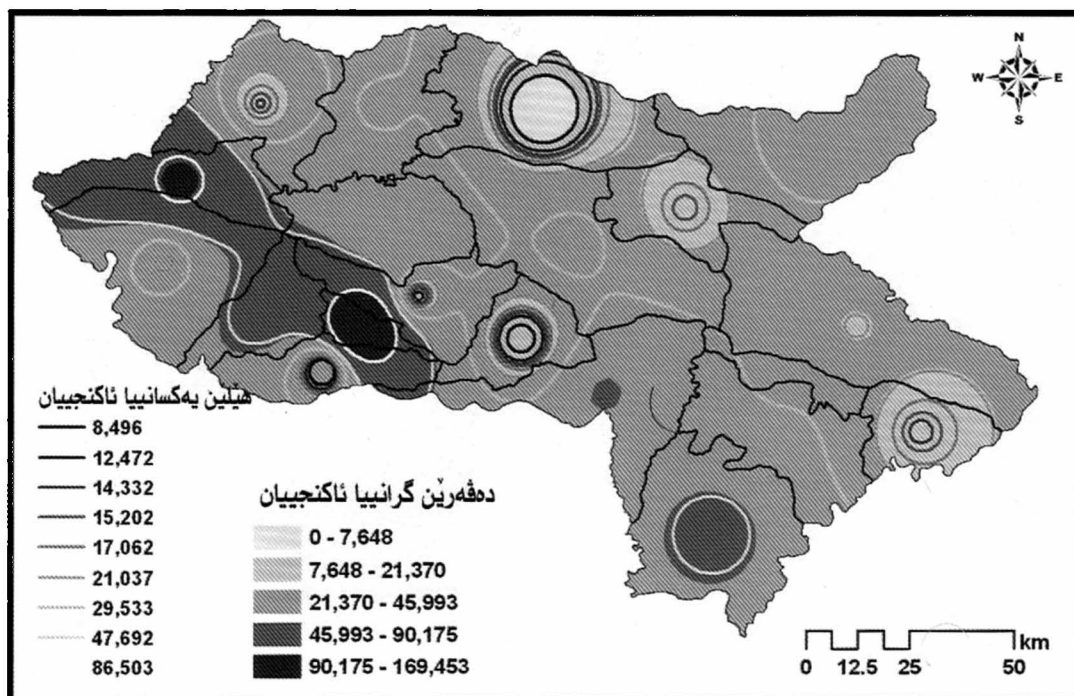 N
W E
S
هێلێن یەکسانییا ئاکنجییان
8,496
12,472
14,332
15,202
17,062
21,037
29,533
47,692
86,503
دەڤەرێن گرانییا ئاکنجییان
0 - 7,648
7,648 - 21,370
21,370 - 45,993
45,993 - 90,175
90,175 - 169,453
km
0 12.5 25 50